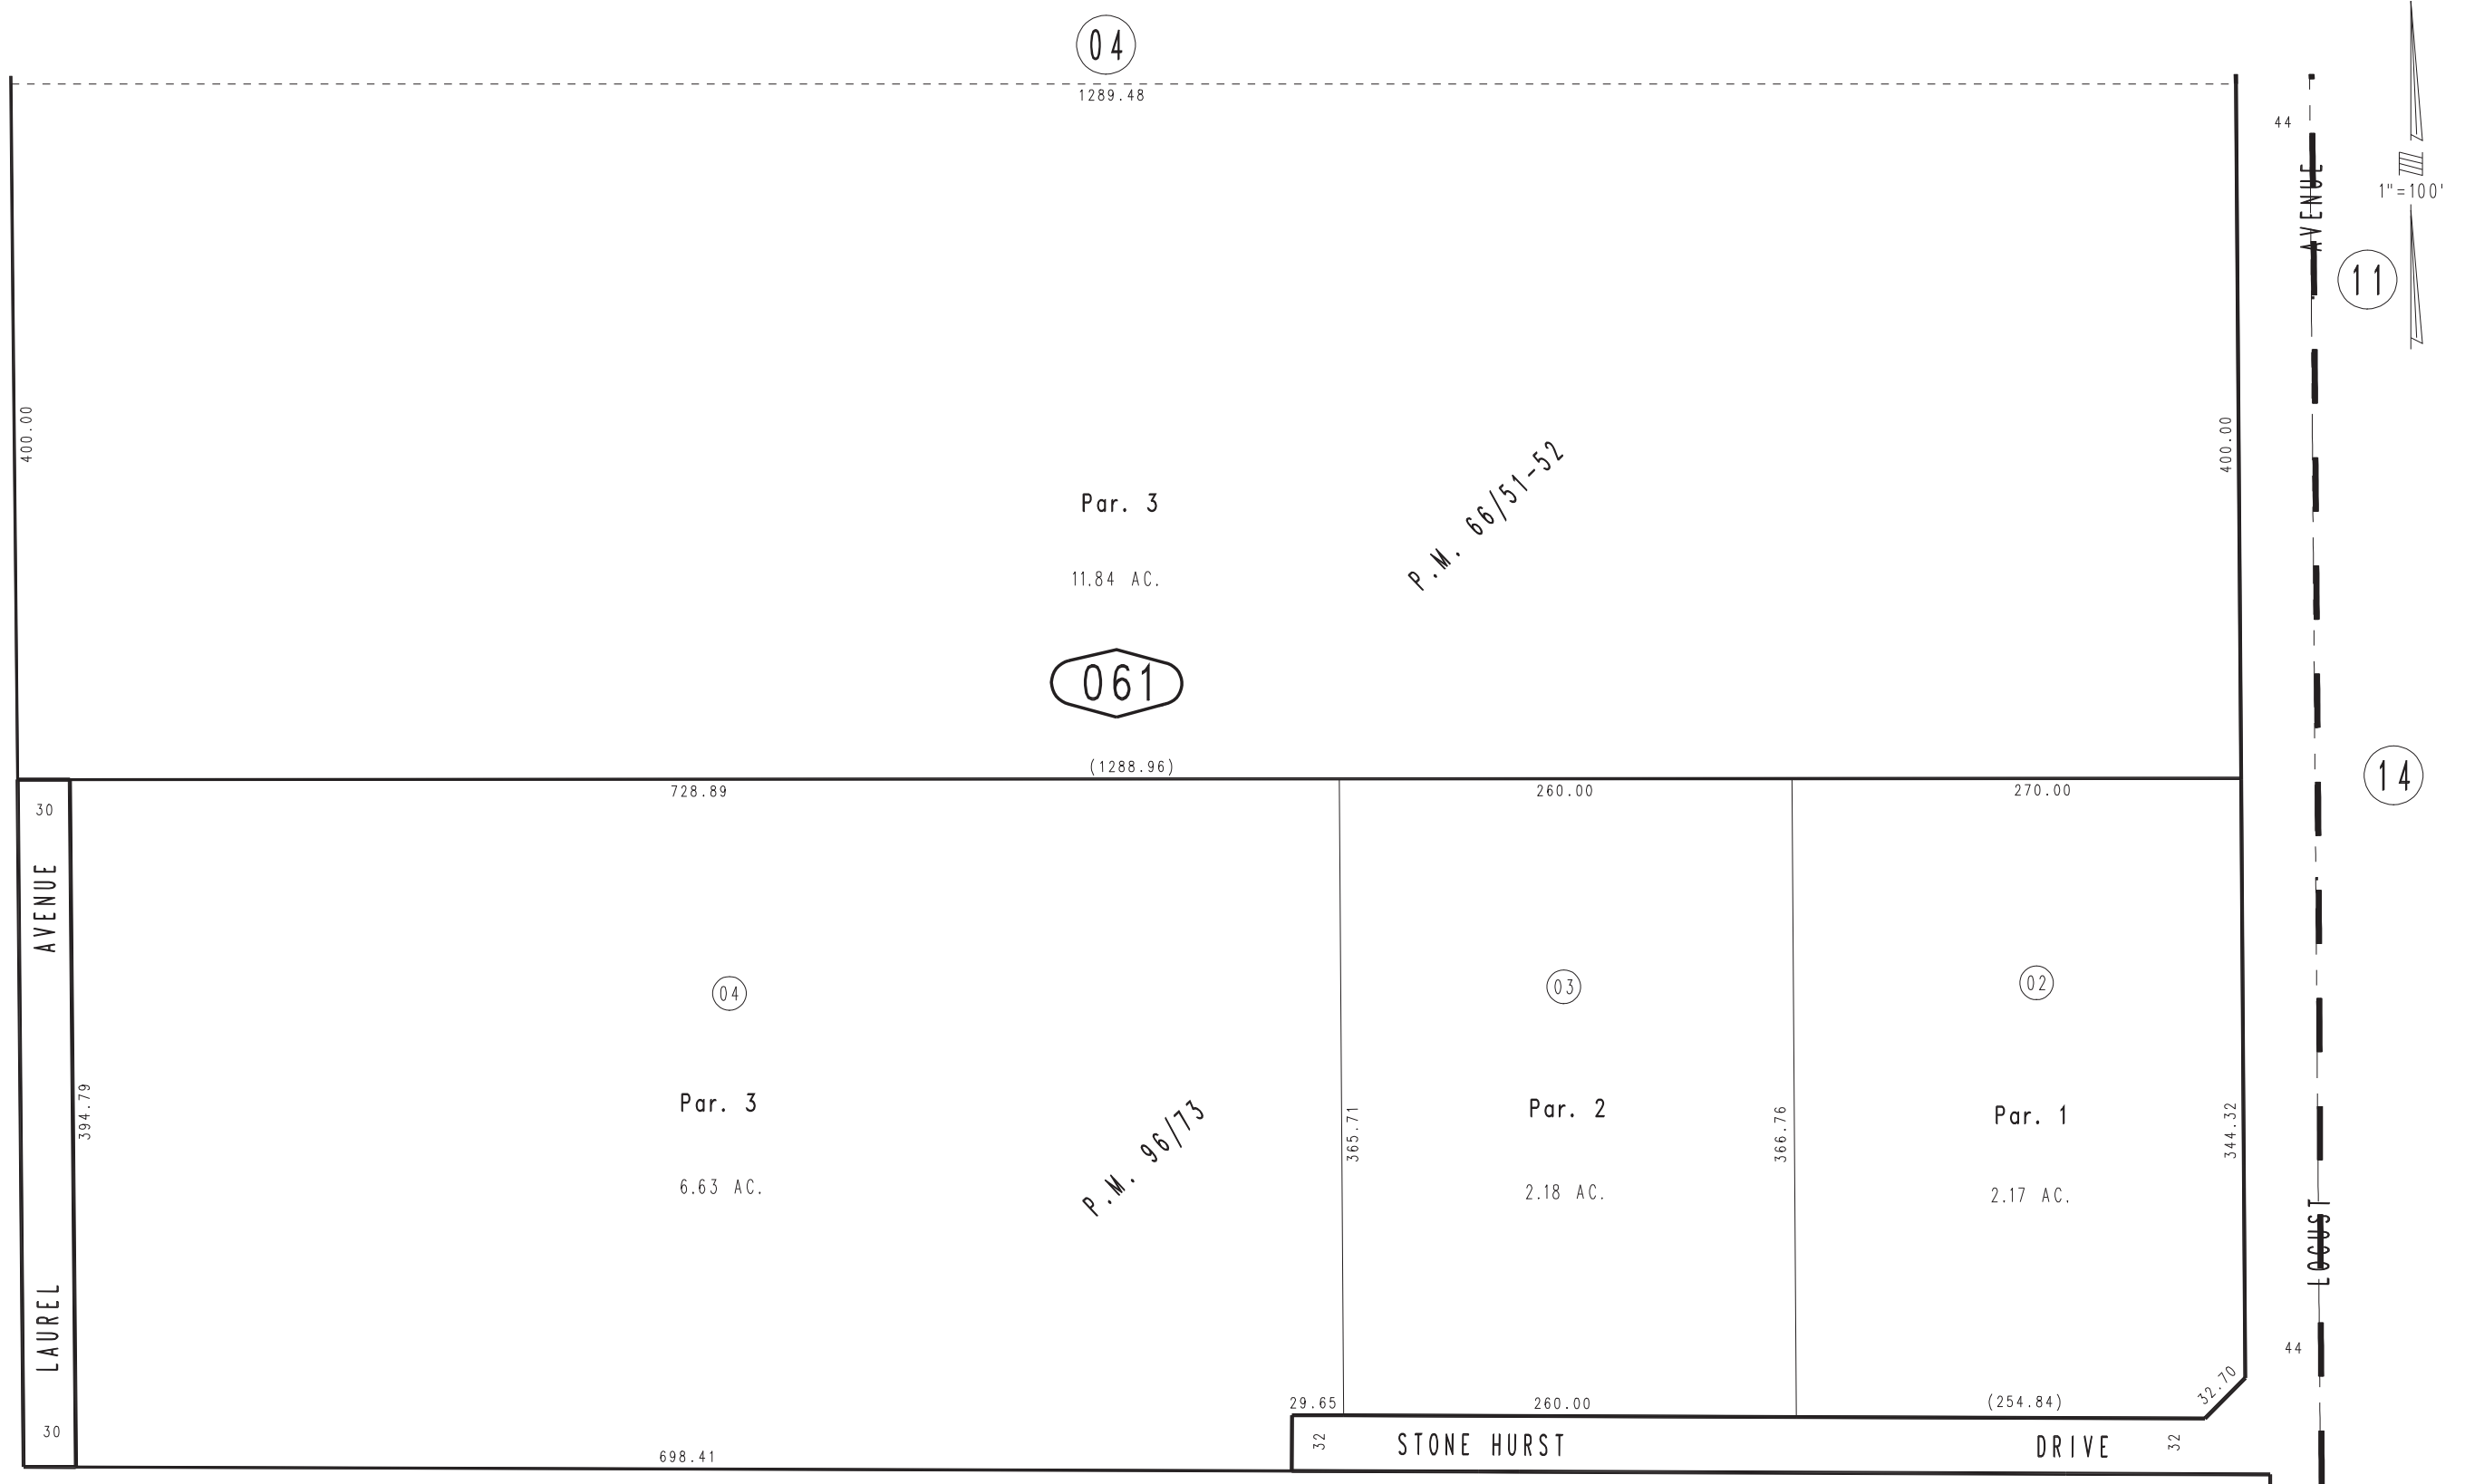 04
1289.48
44
AVENUE
1"=100'
11
400.00
400.00
Par. 3
P.M. 66/51-52
11.84 AC.
061
(1288.96)
14
728.89
260.00
270.00
30
AVENUE
04
03
02
394.79
Par. 3
Par. 2
Par. 1
P.M. 96/73
365.71
366.76
344.32
6.63 AC.
2.18 AC.
2.17 AC.
LOCUST
LAUREL
44
32.70
29.65
260.00
(254.84)
30
698.41
32
STONE HURST
DRIVE
32